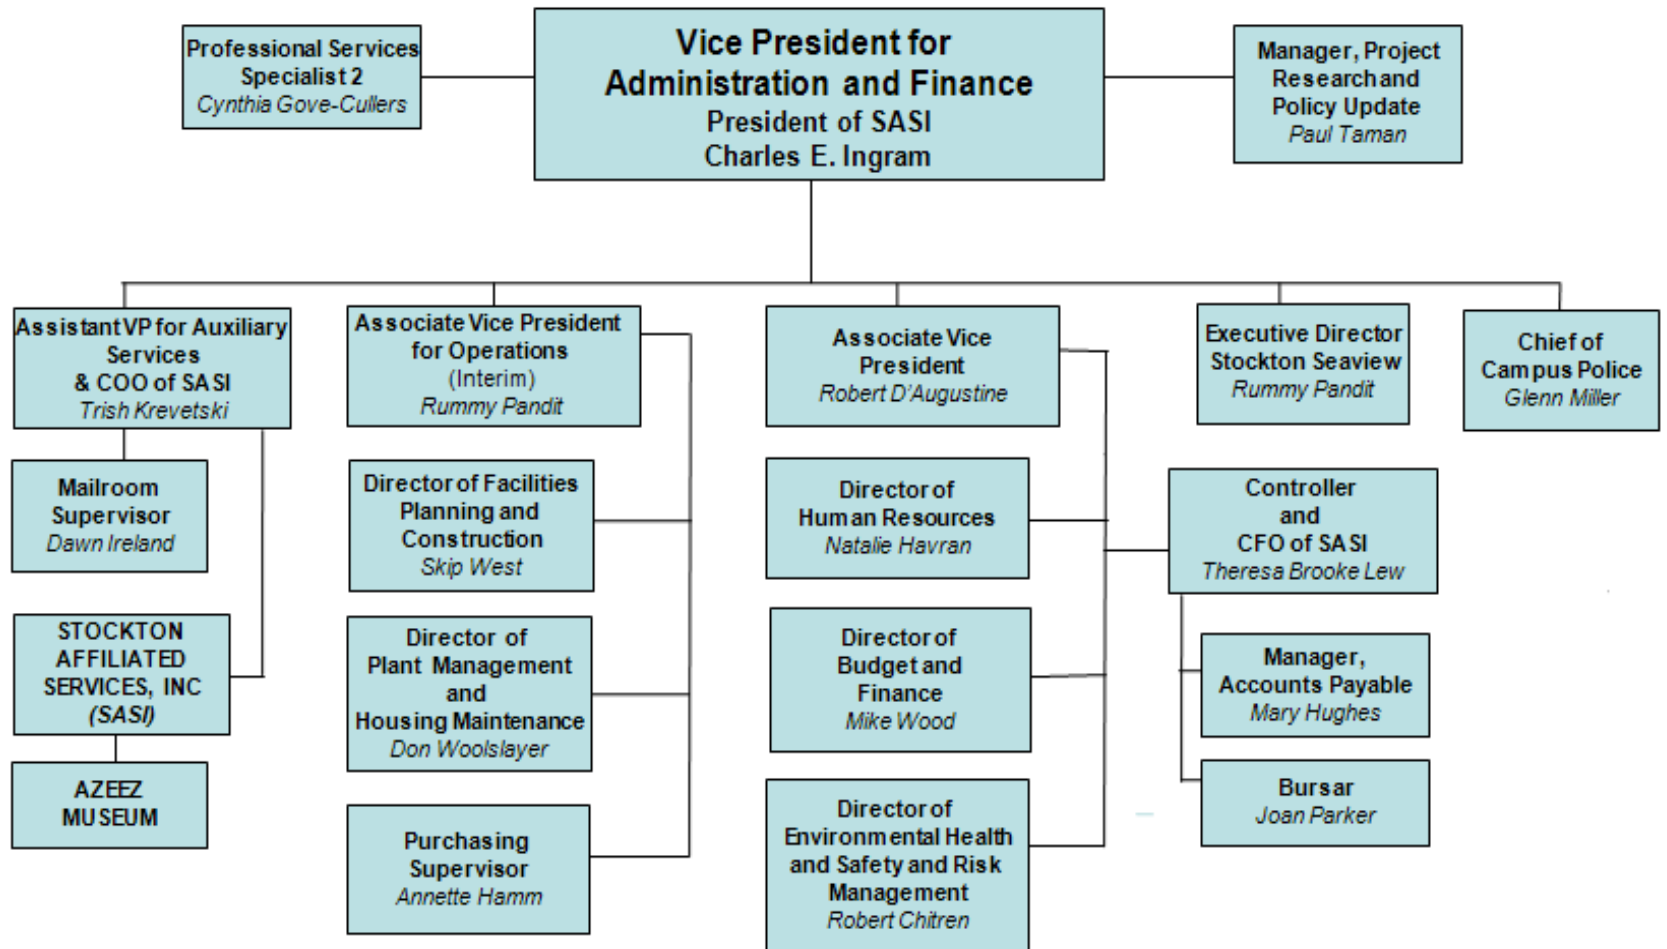 Professional Services
Specialist 2
Cynthia Gove-Cullers
Vice President for
Administration and Finance
President of SASI
Charles E. Ingram
Manager, Project
Research and
Policy Update
Paul Taman
Assistant VP for Auxiliary
Services
& COO of SASI
Trish Krevetski
Associate Vice President
for Operations
(Interim)
Rummy Pandit
Associate Vice
President
Robert D'Augustine
Executive Director
Stockton Seaview
Rummy Pandit
Chief of
Campus Police
Glenn Miller
Mailroom
Supervisor
Dawn Ireland
Director of Facilities
Planning and
Construction
Skip West
Director of
Human Resources
Natalie Havran
Controller
and
CFO of SASI
Theresa Brooke Lew
STOCKTON
AFFILIATED
SERVICES, INC
(SASI)
Director of
Plant Management
and
Housing Maintenance
Don Woolslayer
Director of
Budget and
Finance
Mike Wood
Manager,
Accounts Payable
Mary Hughes
AZEEZ
MUSEUM
Purchasing
Supervisor
Annette Hamm
Director of
Environmental Health
and Safety and Risk
Management
Robert Chitren
Bursar
Joan Parker